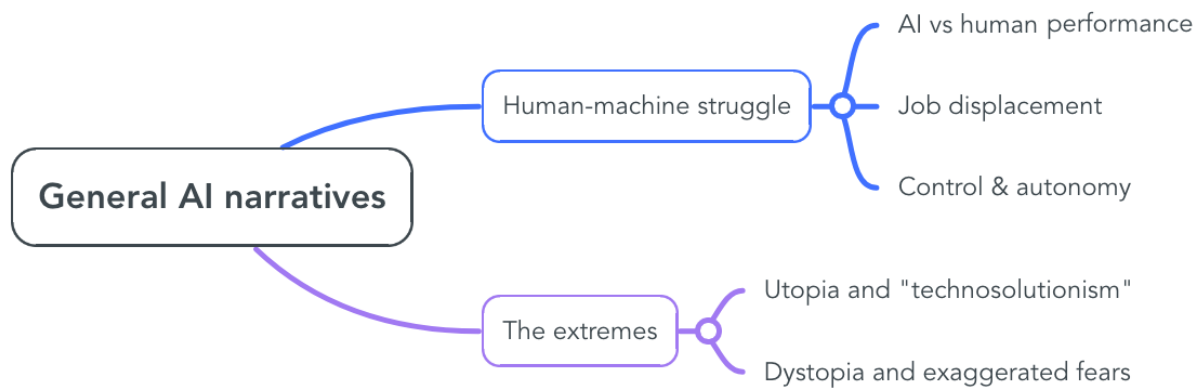 General AI narratives
Human-machine struggle
AI vs human performance
Job displacement
Control & autonomy
The extremes
Utopia and "technosolutionism"
Dystopia and exaggerated fears